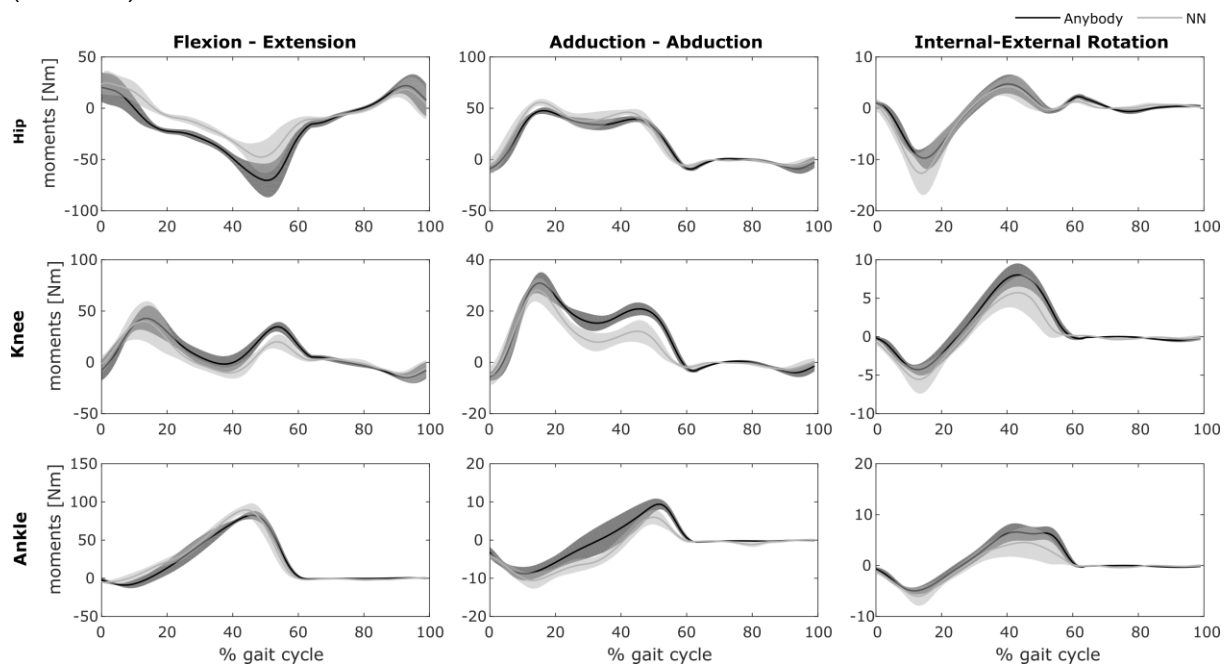 Anybody NN
Flexion - Extension Adduction - Abduction Internal-External Rotation
Hip
moments [Nm]
50
0
-50
-100
0 20 40 60 80 100
100
50
0
-50
0 20 40 60 80 100
10
0
-10
-20
0 20 40 60 80 100
Knee
moments [Nm]
100
50
0
-50
0 20 40 60 80 100
40
20
0
-20
0 20 40 60 80 100
10
5
0
-5
-10
0 20 40 60 80 100
Ankle
moments [Nm]
150
100
50
0
-50
0 20 40 60 80 100
% gait cycle
20
10
0
-10
-20
0 20 40 60 80 100
% gait cycle
20
10
0
-10
0 20 40 60 80 100
% gait cycle